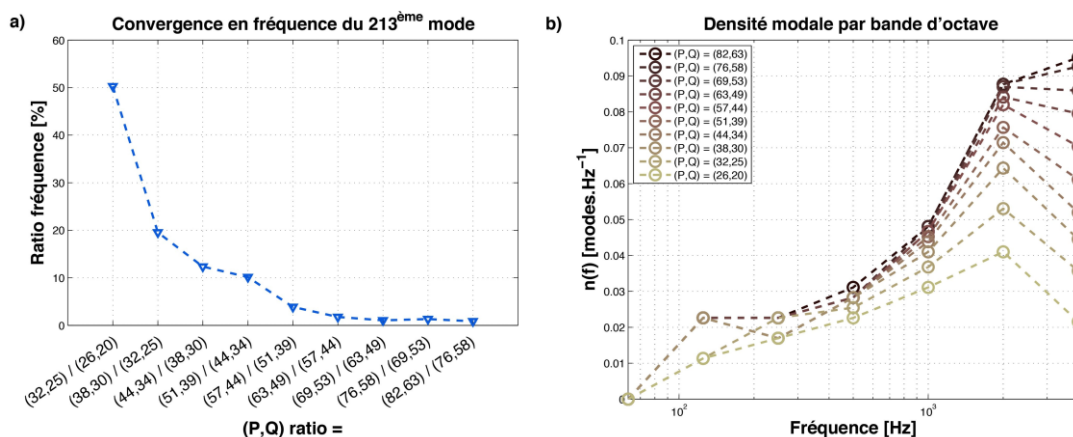 a)
Convergence en fréquence du 213ème mode
Ratio fréquence [%]
60
50
40
30
20
10
0
(32,25) / (26,20)
(38,30) / (32,25)
(44,34) / (38,30)
(51,39) / (44,34)
(57,44) / (51,39)
(63,49) / (57,44)
(69,53) / (63,49)
(76,58) / (69,53)
(82,63) / (76,58)
(P,Q) ratio =
b)
Densité modale par bande d'octave
n(f) [modes.Hz⁻¹]
0.1
0.09
0.08
0.07
0.06
0.05
0.04
0.03
0.02
0.01
0
(P,Q) = (82,63)
(P,Q) = (76,58)
(P,Q) = (69,53)
(P,Q) = (63,49)
(P,Q) = (57,44)
(P,Q) = (51,39)
(P,Q) = (44,34)
(P,Q) = (38,30)
(P,Q) = (32,25)
(P,Q) = (26,20)
10²
10³
Fréquence [Hz]